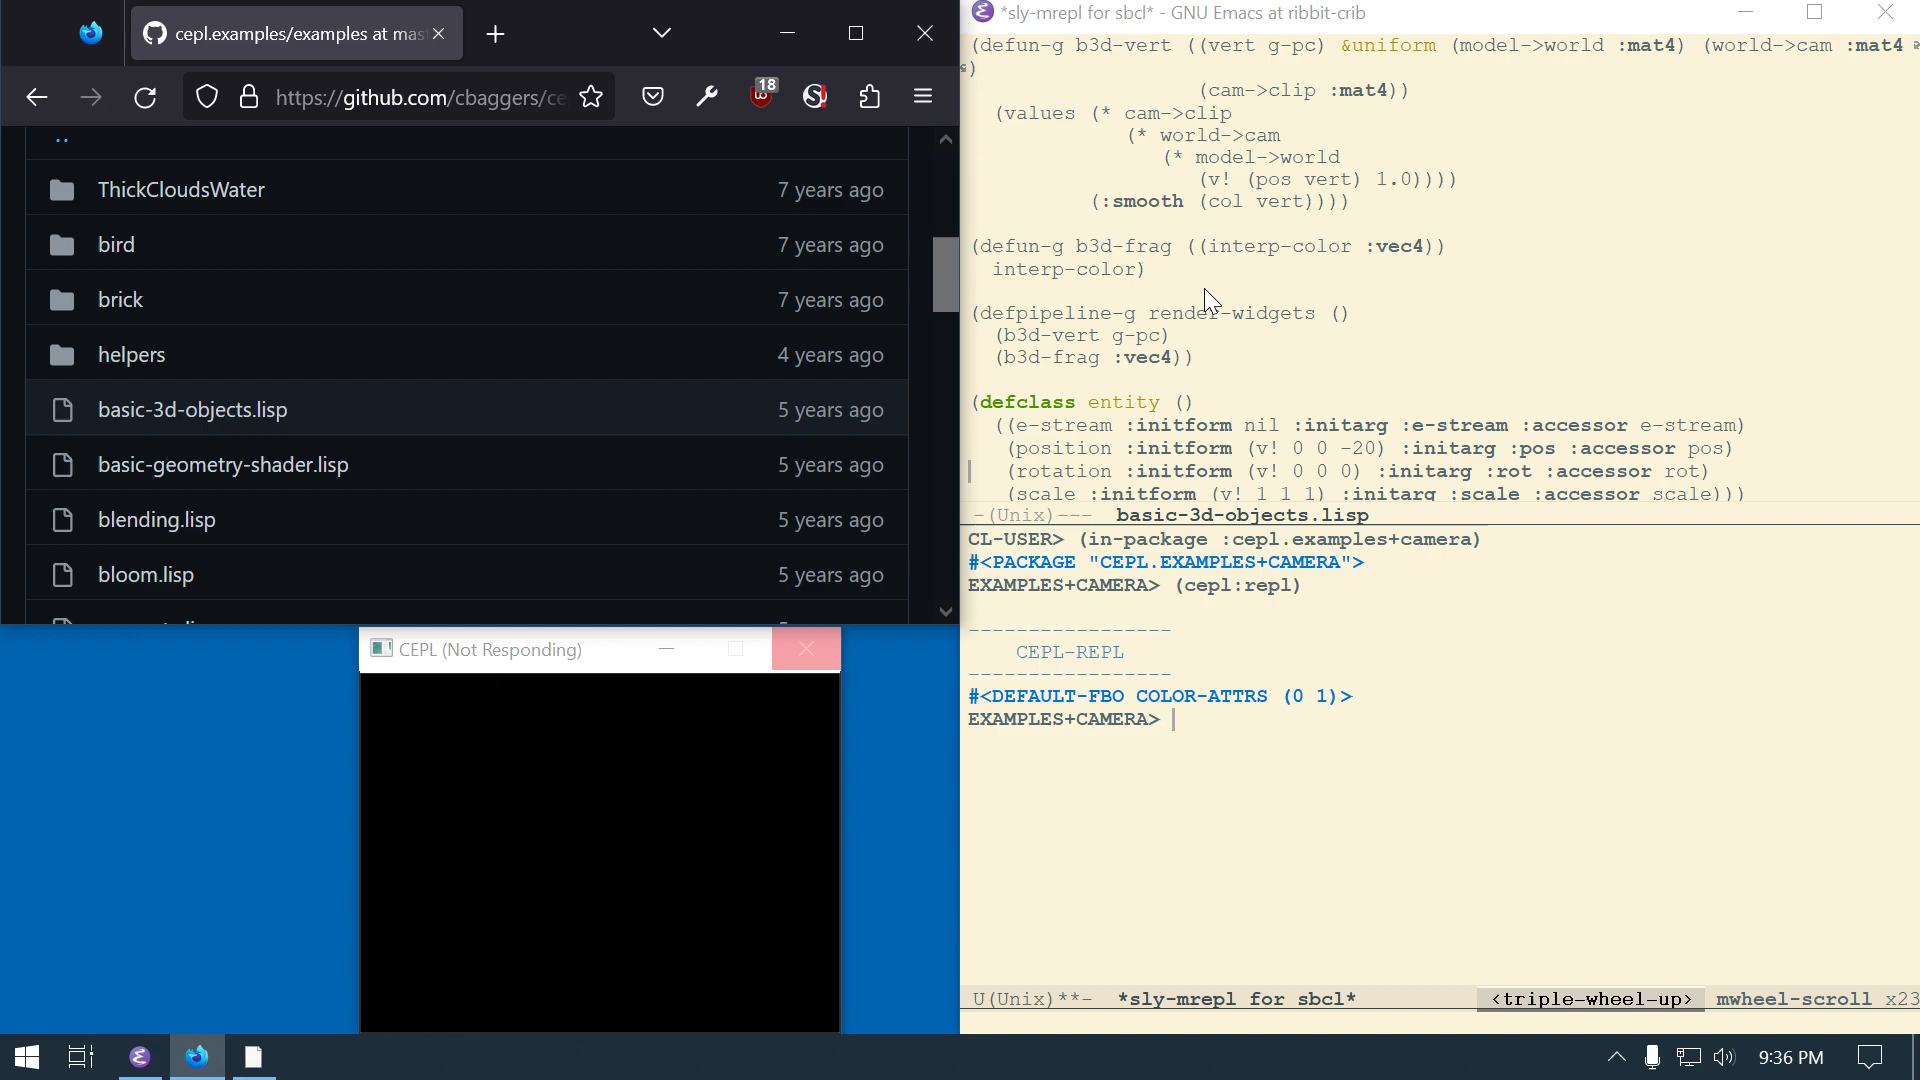 cepl.examples/examples at mas
https://github.com/cbaggers/ce
18
..
ThickCloudsWater 7 years ago
bird 7 years ago
brick 7 years ago
helpers 4 years ago
basic-3d-objects.lisp 5 years ago
basic-geometry-shader.lisp 5 years ago
blending.lisp 5 years ago
bloom.lisp 5 years ago
CEPL (Not Responding)
*sly-mrepl for sbcl* - GNU Emacs at ribbit-crib
(defun-g b3d-vert ((vert g-pc) &uniform (model->world :mat4) (world->cam :mat4
)
(cam->clip :mat4))
(values (* cam->clip
(* world->cam
(* model->world
(v! (pos vert) 1.0))))
(:smooth (col vert))))
(defun-g b3d-frag ((interp-color :vec4))
interp-color)
(defpipeline-g render-widgets ()
(b3d-vert g-pc)
(b3d-frag :vec4))
(defclass entity ()
((e-stream :initform nil :initarg :e-stream :accessor e-stream)
(position :initform (v! 0 0 -20) :initarg :pos :accessor pos)
(rotation :initform (v! 0 0 0) :initarg :rot :accessor rot)
(scale :initform (v! 1 1 1) :initarg :scale :accessor scale)))
-(Unix)--- basic-3d-objects.lisp
CL-USER> (in-package :cepl.examples+camera)
#<PACKAGE "CEPL.EXAMPLES+CAMERA">
EXAMPLES+CAMERA> (cepl:repl)
-----------------
CEPL-REPL
-----------------
#<DEFAULT-FBO COLOR-ATTRS (0 1)>
EXAMPLES+CAMERA>
U(Unix)**- *sly-mrepl for sbcl* <triple-wheel-up> mwheel-scroll x23
9:36 PM